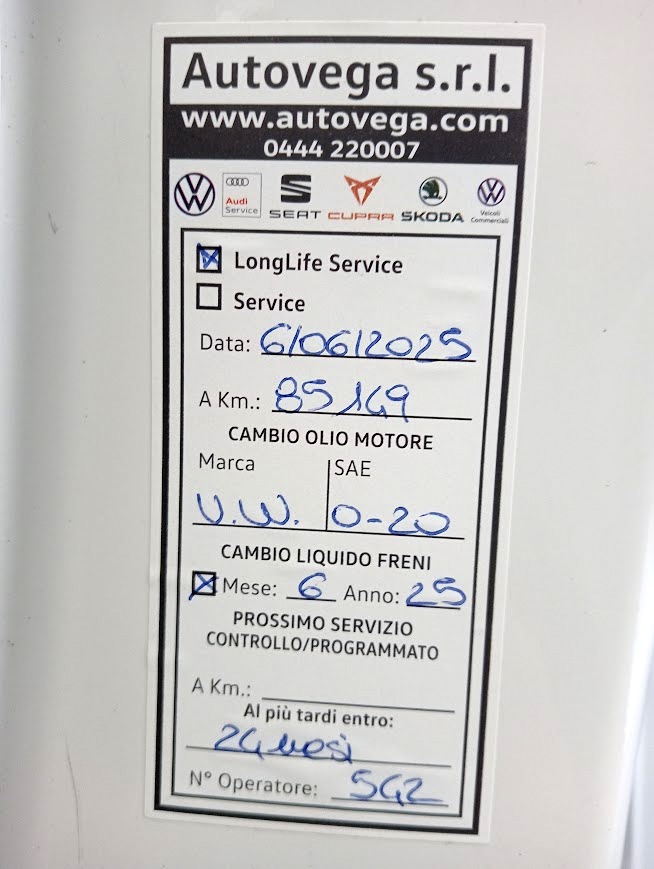 Autovega s.r.l.
www.autovega.com
0444 220007
Audi Service SEAT CUPRA ŠKODA Veicoli Commerciali
LongLife Service
Service
Data: 6/06/2025
A Km.: 85149
CAMBIO OLIO MOTORE
Marca SAE
V.W. 0-20
CAMBIO LIQUIDO FRENI
Mese: 6 Anno: 25
PROSSIMO SERVIZIO
CONTROLLO/PROGRAMMATO
A Km.:
Al più tardi entro:
24 mesi
N° Operatore: 542